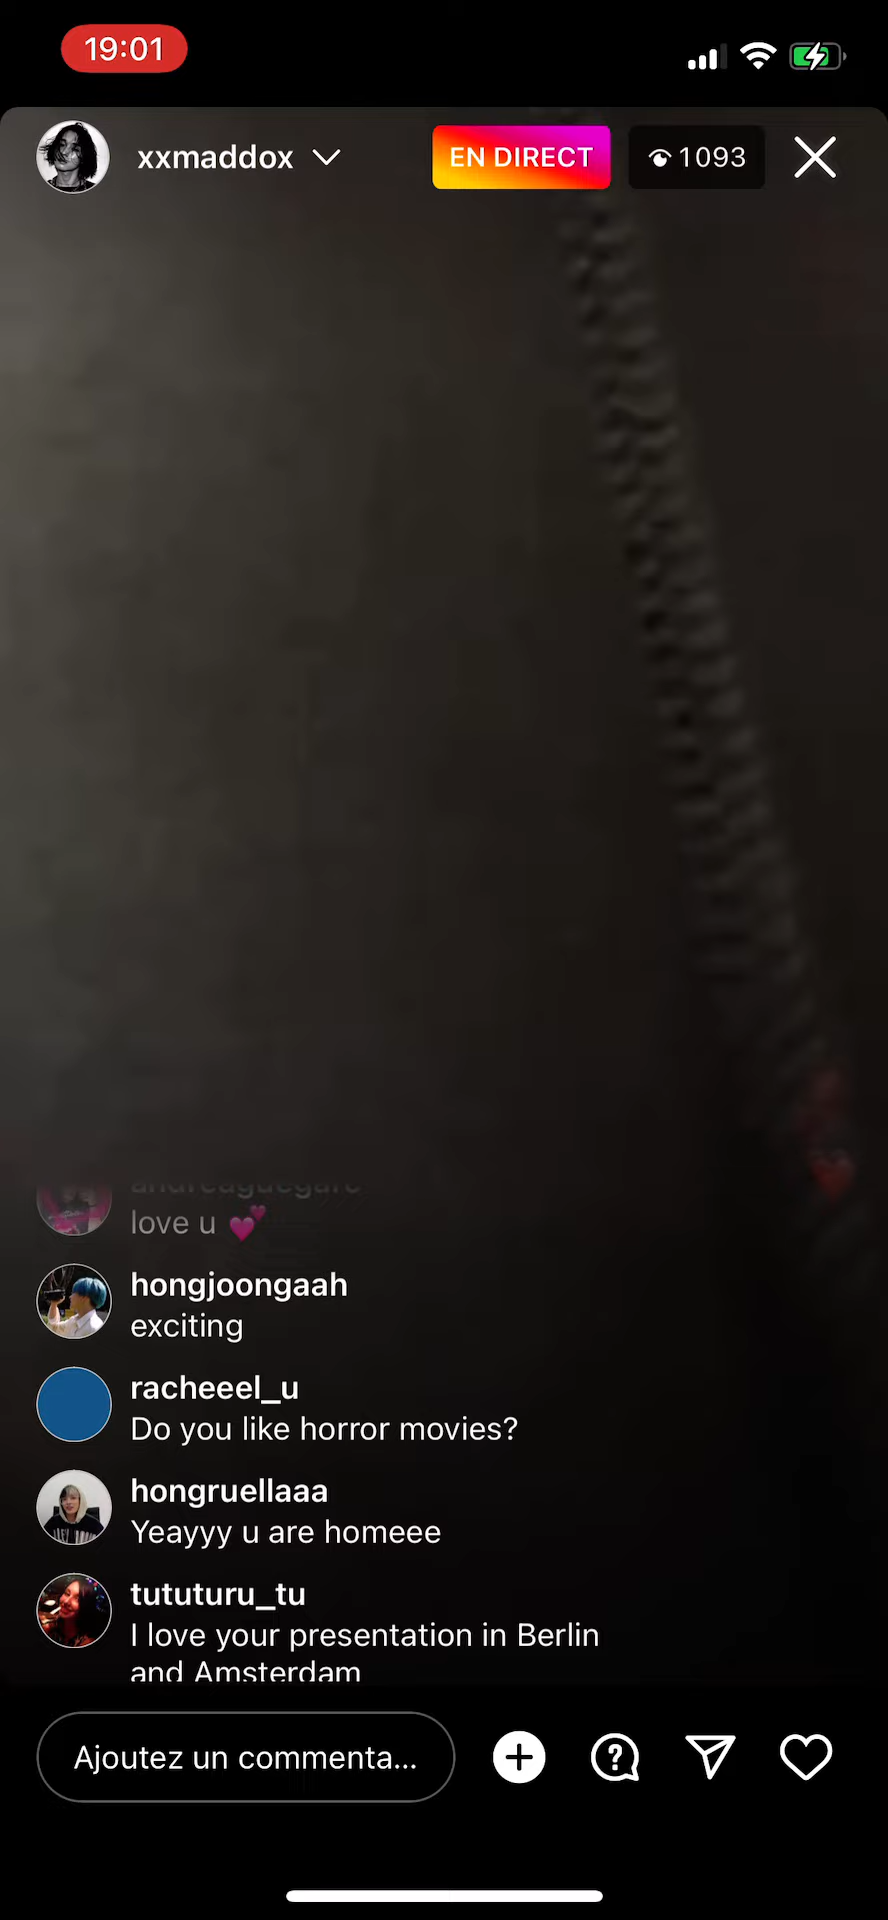 19:01
xxmaddox
EN DIRECT
1093
love u
hongjoongaah
exciting
racheeel_u
Do you like horror movies?
hongruellaaa
Yeayyy u are homeee
tututuru_tu
I love your presentation in Berlin
and Amsterdam
Ajoutez un commenta...